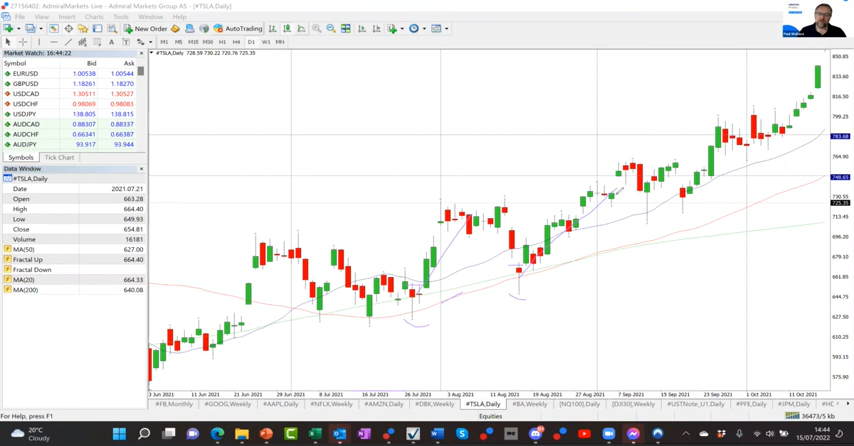 27156402: AdmiralMarkets-Live - Admiral Markets Group AS - [#TSLA,Daily]
File View Insert Charts Tools Window Help
New Order AutoTrading
M1 M5 M15 M30 H1 H4 D1 W1 MN
Market Watch: 16:44:22
Symbol Bid Ask
EURUSD 1.00538 1.00544
GBPUSD 1.18261 1.18270
USDCAD 1.30511 1.30527
USDCHF 0.98069 0.98083
USDJPY 138.805 138.815
AUDCAD 0.88307 0.88337
AUDCHF 0.66341 0.66387
AUDJPY 93.917 93.944
Symbols Tick Chart
Data Window
#TSLA,Daily
Date 2021.07.21
Open 663.28
High 664.40
Low 649.93
Close 654.81
Volume 16181
MA(50) 627.00
Fractal Up 664.40
Fractal Down
MA(20) 664.33
MA(200) 640.08
#TSLA,Daily 728.59 730.22 720.76 725.35
Paul Wallace
850.85
833.60
816.50
799.25
783.68
764.90
748.65
730.55
725.35
713.45
696.20
679.10
661.85
644.75
627.50
610.25
593.15
575.90
3 Jun 2021 11 Jun 2021 21 Jun 2021 29 Jun 2021 8 Jul 2021 16 Jul 2021 26 Jul 2021 3 Aug 2021 11 Aug 2021 19 Aug 2021 27 Aug 2021 7 Sep 2021 15 Sep 2021 23 Sep 2021 1 Oct 2021 11 Oct 2021
#FB,Monthly #GOOG,Weekly #AAPL,Daily #NFLX,Weekly #AMZN,Daily #DBK,Weekly #TSLA,Daily #BA,Weekly [NQ100],Daily [DJI30],Weekly #USTNote_U1,Daily #PFE,Daily #JPM,Daily #HO
For Help, press F1 Equities 36473/5 kb
20°C
Cloudy
14:44
15/07/2022